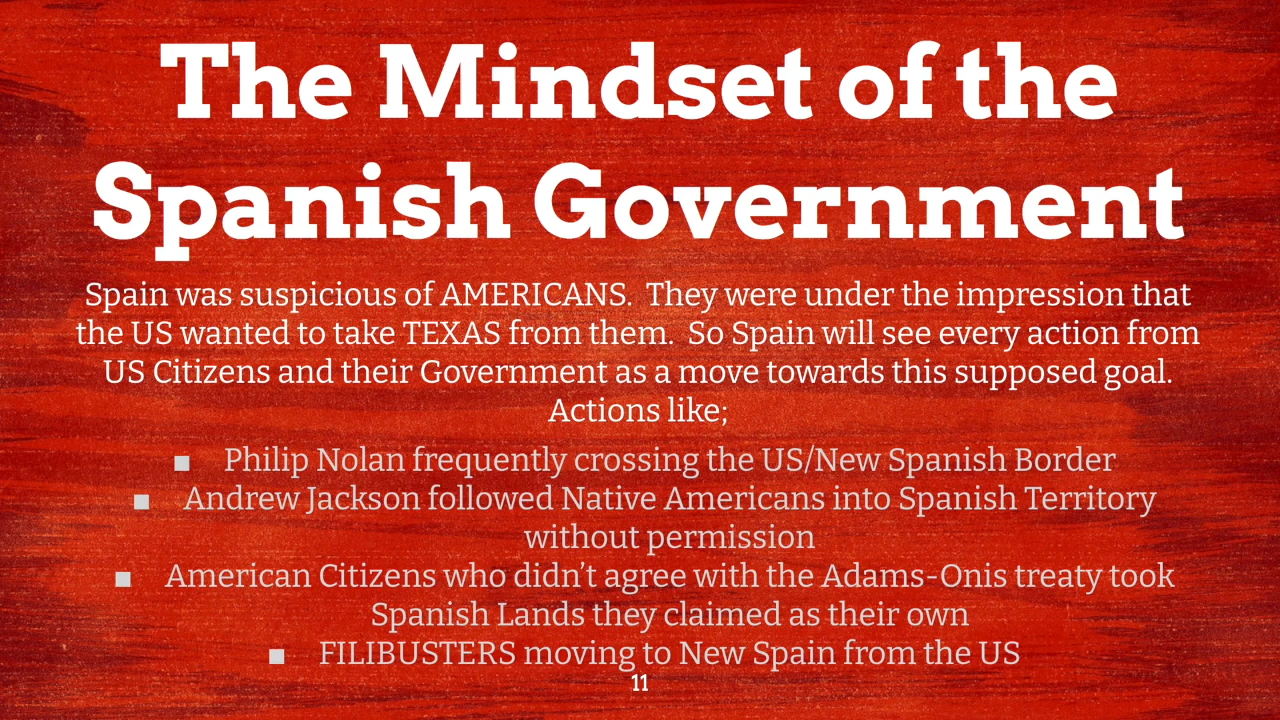 The Mindset of the
Spanish Government
Spain was suspicious of AMERICANS.  They were under the impression that
the US wanted to take TEXAS from them.  So Spain will see every action from
US Citizens and their Government as a move towards this supposed goal.
Actions like;
▪ Philip Nolan frequently crossing the US/New Spanish Border
▪ Andrew Jackson followed Native Americans into Spanish Territory
without permission
▪ American Citizens who didn’t agree with the Adams-Onis treaty took
Spanish Lands they claimed as their own
▪ FILIBUSTERS moving to New Spain from the US
11